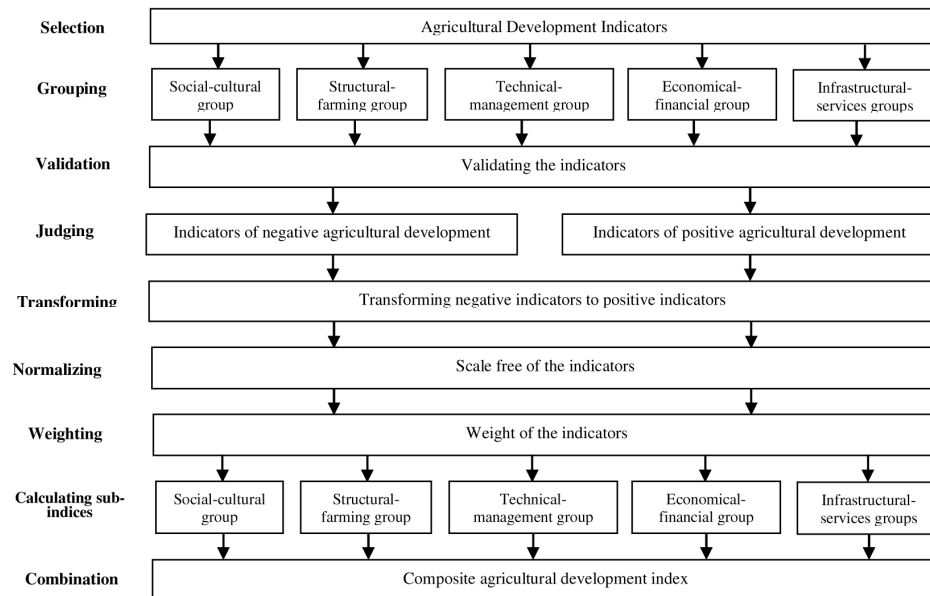 Selection
Agricultural Development Indicators
Grouping
Social-cultural
group
Structural-
farming group
Technical-
management group
Economical-
financial group
Infrastructural-
services groups
Validation
Validating the indicators
Judging
Indicators of negative agricultural development
Indicators of positive agricultural development
Transforming
Transforming negative indicators to positive indicators
Normalizing
Scale free of the indicators
Weighting
Weight of the indicators
Calculating sub-
indices
Social-cultural
group
Structural-
farming group
Technical-
management group
Economical-
financial group
Infrastructural-
services groups
Combination
Composite agricultural development index